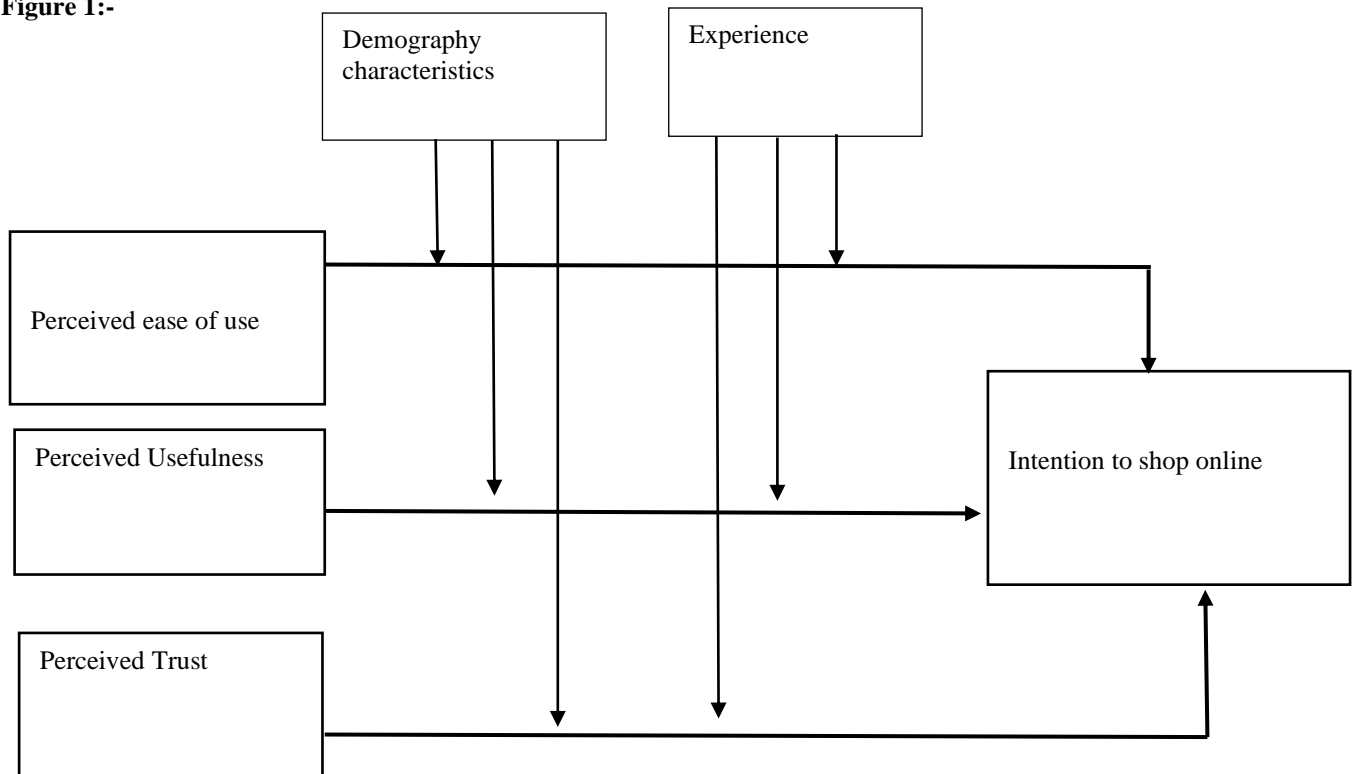 Figure 1:-
Demography
characteristics
Experience
Perceived ease of use
Perceived Usefulness
Intention to shop online
Perceived Trust